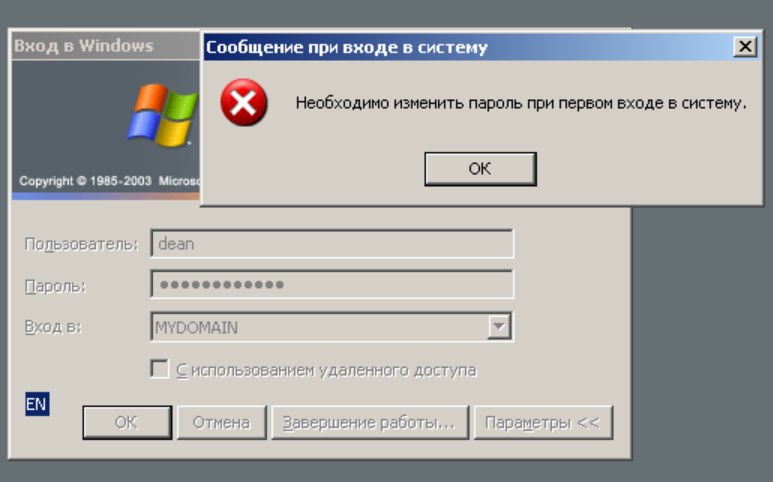 Вход в Windows
Сообщение при входе в систему
Необходимо изменить пароль при первом входе в систему.
OK
Copyright © 1985-2003 Microso
Пользователь: dean
Пароль: ●●●●●●●●●●●●
Вход в: MYDOMAIN
С использованием удаленного доступа
EN
OK Отмена Завершение работы... Параметры <<